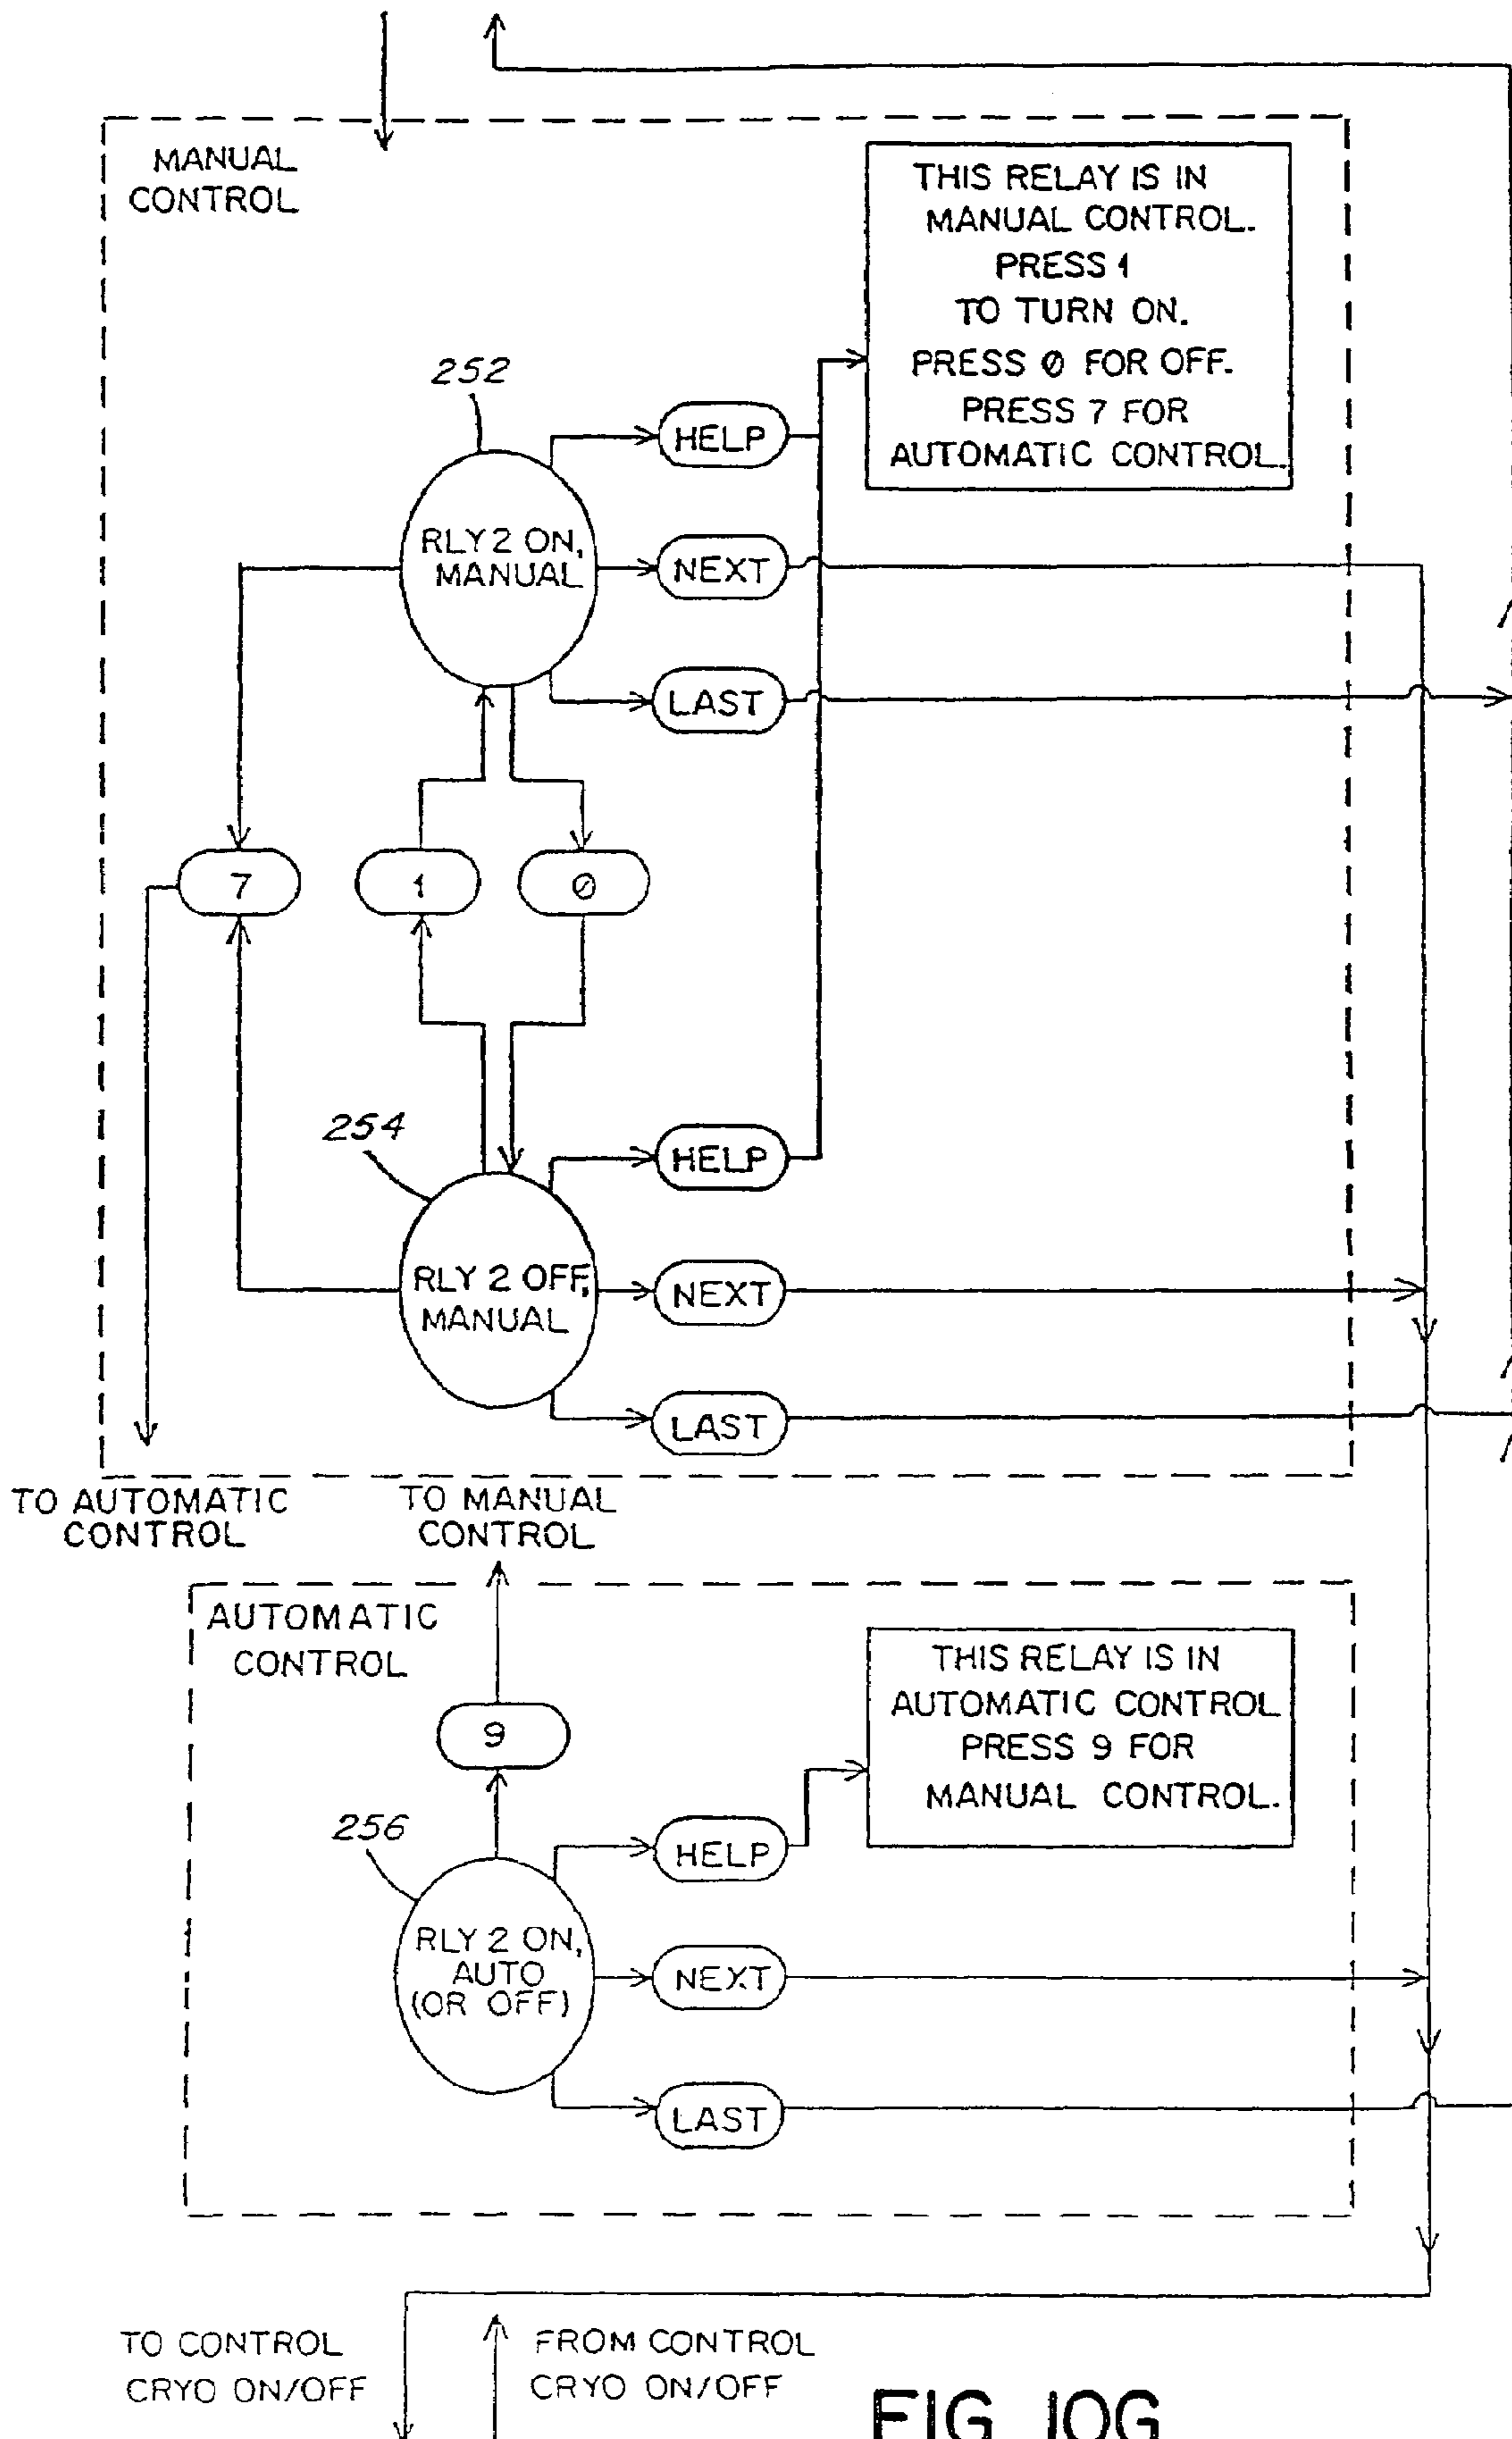 MANUAL
CONTROL
THIS RELAY IS IN
MANUAL CONTROL.
PRESS 1
TO TURN ON.
PRESS 0 FOR OFF.
PRESS 7 FOR
AUTOMATIC CONTROL.
252
HELP
RLY 2 ON,
MANUAL
NEXT
LAST
7
1
0
254
HELP
RLY 2 OFF,
MANUAL
NEXT
LAST
TO AUTOMATIC
CONTROL
TO MANUAL
CONTROL
AUTOMATIC
CONTROL
THIS RELAY IS IN
AUTOMATIC CONTROL
PRESS 9 FOR
MANUAL CONTROL.
9
256
HELP
RLY 2 ON,
AUTO
(OR OFF)
NEXT
LAST
TO CONTROL
CRYO ON/OFF
FROM CONTROL
CRYO ON/OFF
FIG. 10G